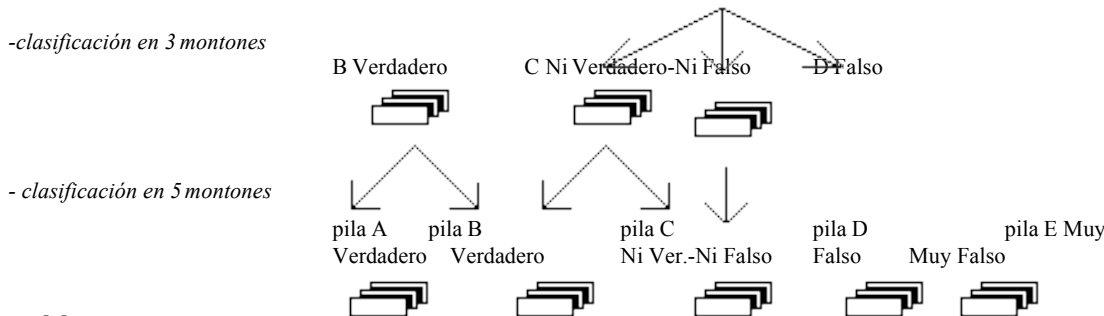 -clasificación en 3 montones
B Verdadero C Ni Verdadero-Ni Falso D Falso
- clasificación en 5 montones
pila A pila B pila C pila D pila E Muy
Verdadero Verdadero Ni Ver.-Ni Falso Falso Muy Falso